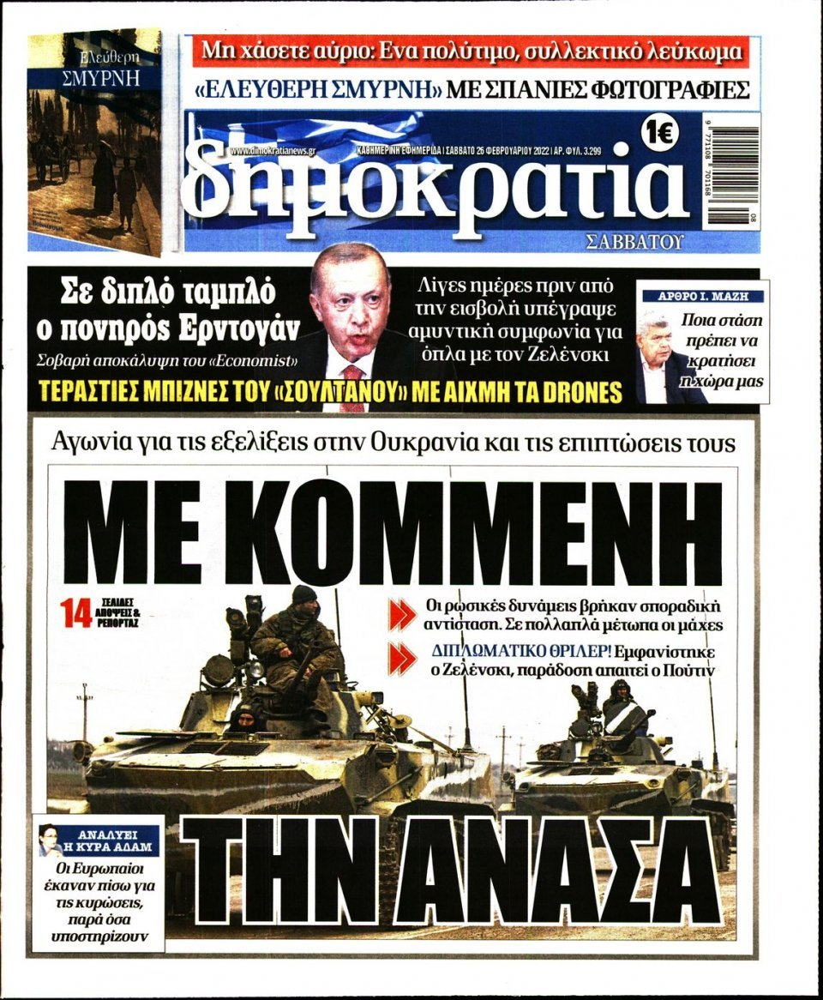 Ελεύθερη
ΣΜΥΡΝΗ
Μη χάσετε αύριο: Ενα πολύτιμο, συλλεκτικό λεύκωμα
«ΕΛΕΥΘΕΡΗ ΣΜΥΡΝΗ» ΜΕ ΣΠΑΝΙΕΣ ΦΩΤΟΓΡΑΦΙΕΣ
1€
www.dimokratianews.gr
ΚΑΘΗΜΕΡΙΝΗ ΕΦΗΜΕΡΙΔΑ | ΣΑΒΒΑΤΟ 26 ΦΕΒΡΟΥΑΡΙΟΥ 2022 | ΑΡ. ΦΥΛ. 3.299
δημοκρατία
ΣΑΒΒΑΤΟΥ
9 771108 701168
08
Σε διπλό ταμπλό
ο πονηρός Ερντογάν
Σοβαρή αποκάλυψη του «Economist»
Λίγες ημέρες πριν από
την εισβολή υπέγραψε
αμυντική συμφωνία για
όπλα με τον Ζελένσκι
ΤΕΡΑΣΤΙΕΣ ΜΠΙΖΝΕΣ ΤΟΥ «ΣΟΥΛΤΑΝΟΥ» ΜΕ ΑΙΧΜΗ ΤΑ DRONES
ΑΡΘΡΟ Ι. ΜΑΖΗ
Ποια στάση
πρέπει να
κρατήσει
η χώρα μας
Αγωνία για τις εξελίξεις στην Ουκρανία και τις επιπτώσεις τους
ΜΕ ΚΟΜΜΕΝΗ
14 ΣΕΛΙΔΕΣ
ΑΠΟΨΕΙΣ &
ΡΕΠΟΡΤΑΖ
Οι ρωσικές δυνάμεις βρήκαν σποραδική
αντίσταση. Σε πολλαπλά μέτωπα οι μάχες
ΔΙΠΛΩΜΑΤΙΚΟ ΘΡΙΛΕΡ! Εμφανίστηκε
ο Ζελένσκι, παράδοση απαιτεί ο Πούτιν
ΤΗΝ ΑΝΑΣΑ
ΑΝΑΛΥΕΙ
Η ΚΥΡΑ ΑΔΑΜ
Οι Ευρωπαίοι
έκαναν πίσω για
τις κυρώσεις,
παρά όσα
υποστηρίζουν